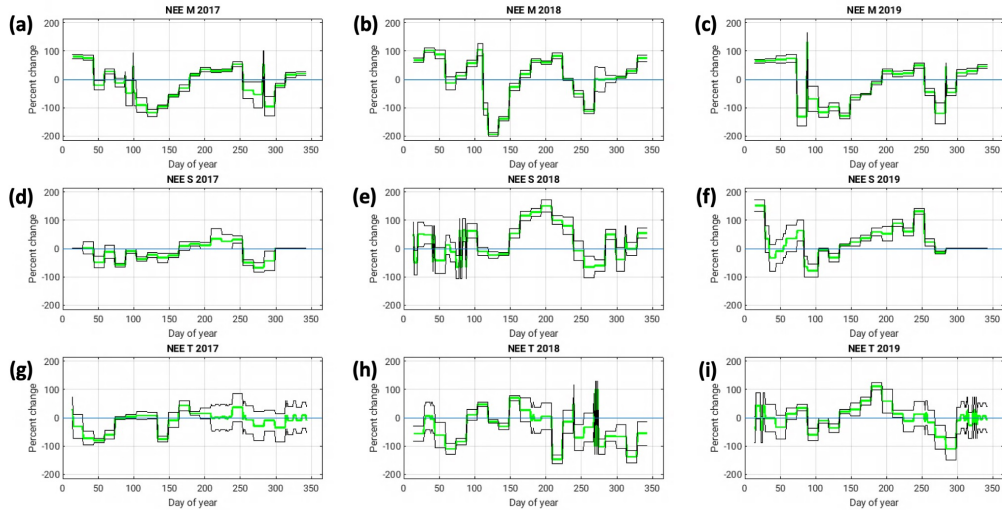 (a) NEE M 2017 (b) NEE M 2018 (c) NEE M 2019
200 200 200
100 100 100
0 0 0
-100 -100 -100
-200 -200 -200
Percent change Percent change Percent change
0 50 100 150 200 250 300 350 0 50 100 150 200 250 300 350 0 50 100 150 200 250 300 350
Day of year Day of year Day of year
(d) NEE S 2017 (e) NEE S 2018 (f) NEE S 2019
200 200 200
100 100 100
0 0 0
-100 -100 -100
-200 -200 -200
Percent change Percent change Percent change
0 50 100 150 200 250 300 350 0 50 100 150 200 250 300 350 0 50 100 150 200 250 300 350
Day of year Day of year Day of year
(g) NEE T 2017 (h) NEE T 2018 (i) NEE T 2019
200 200 200
100 100 100
0 0 0
-100 -100 -100
-200 -200 -200
Percent change Percent change Percent change
0 50 100 150 200 250 300 350 0 50 100 150 200 250 300 350 0 50 100 150 200 250 300 350
Day of year Day of year Day of year